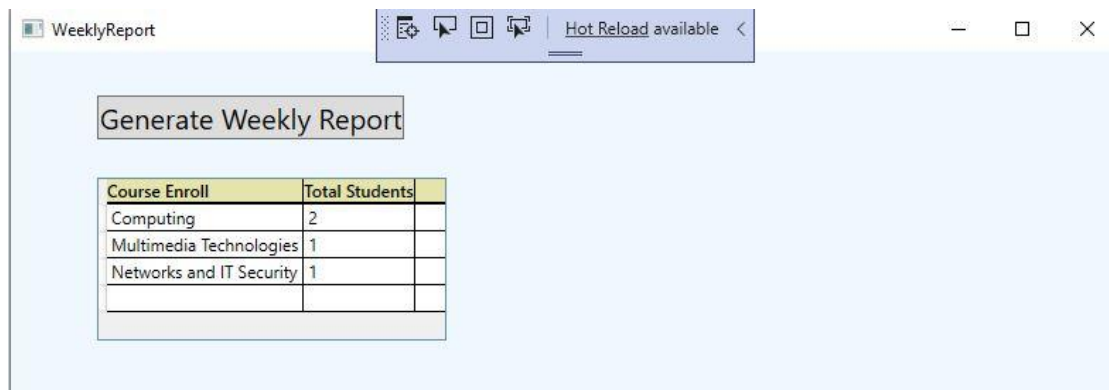 WeeklyReport Hot Reload available
Generate Weekly Report
Course Enroll Total Students
Computing 2
Multimedia Technologies 1
Networks and IT Security 1